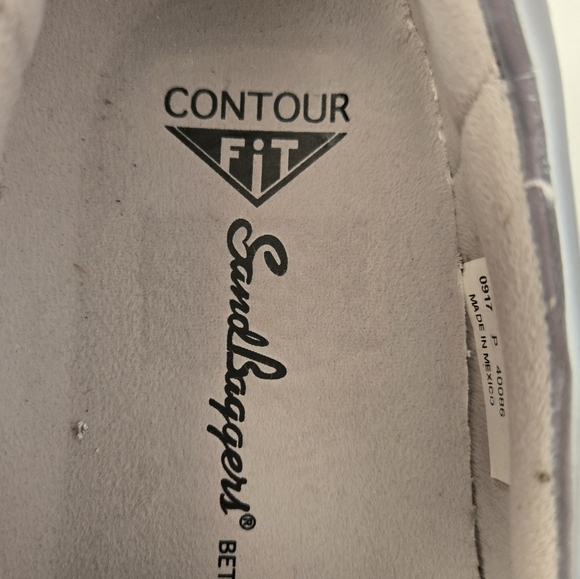 CONTOUR
FiT
SandBaggers®
BET
0917 P 40086
MADE IN MEXICO